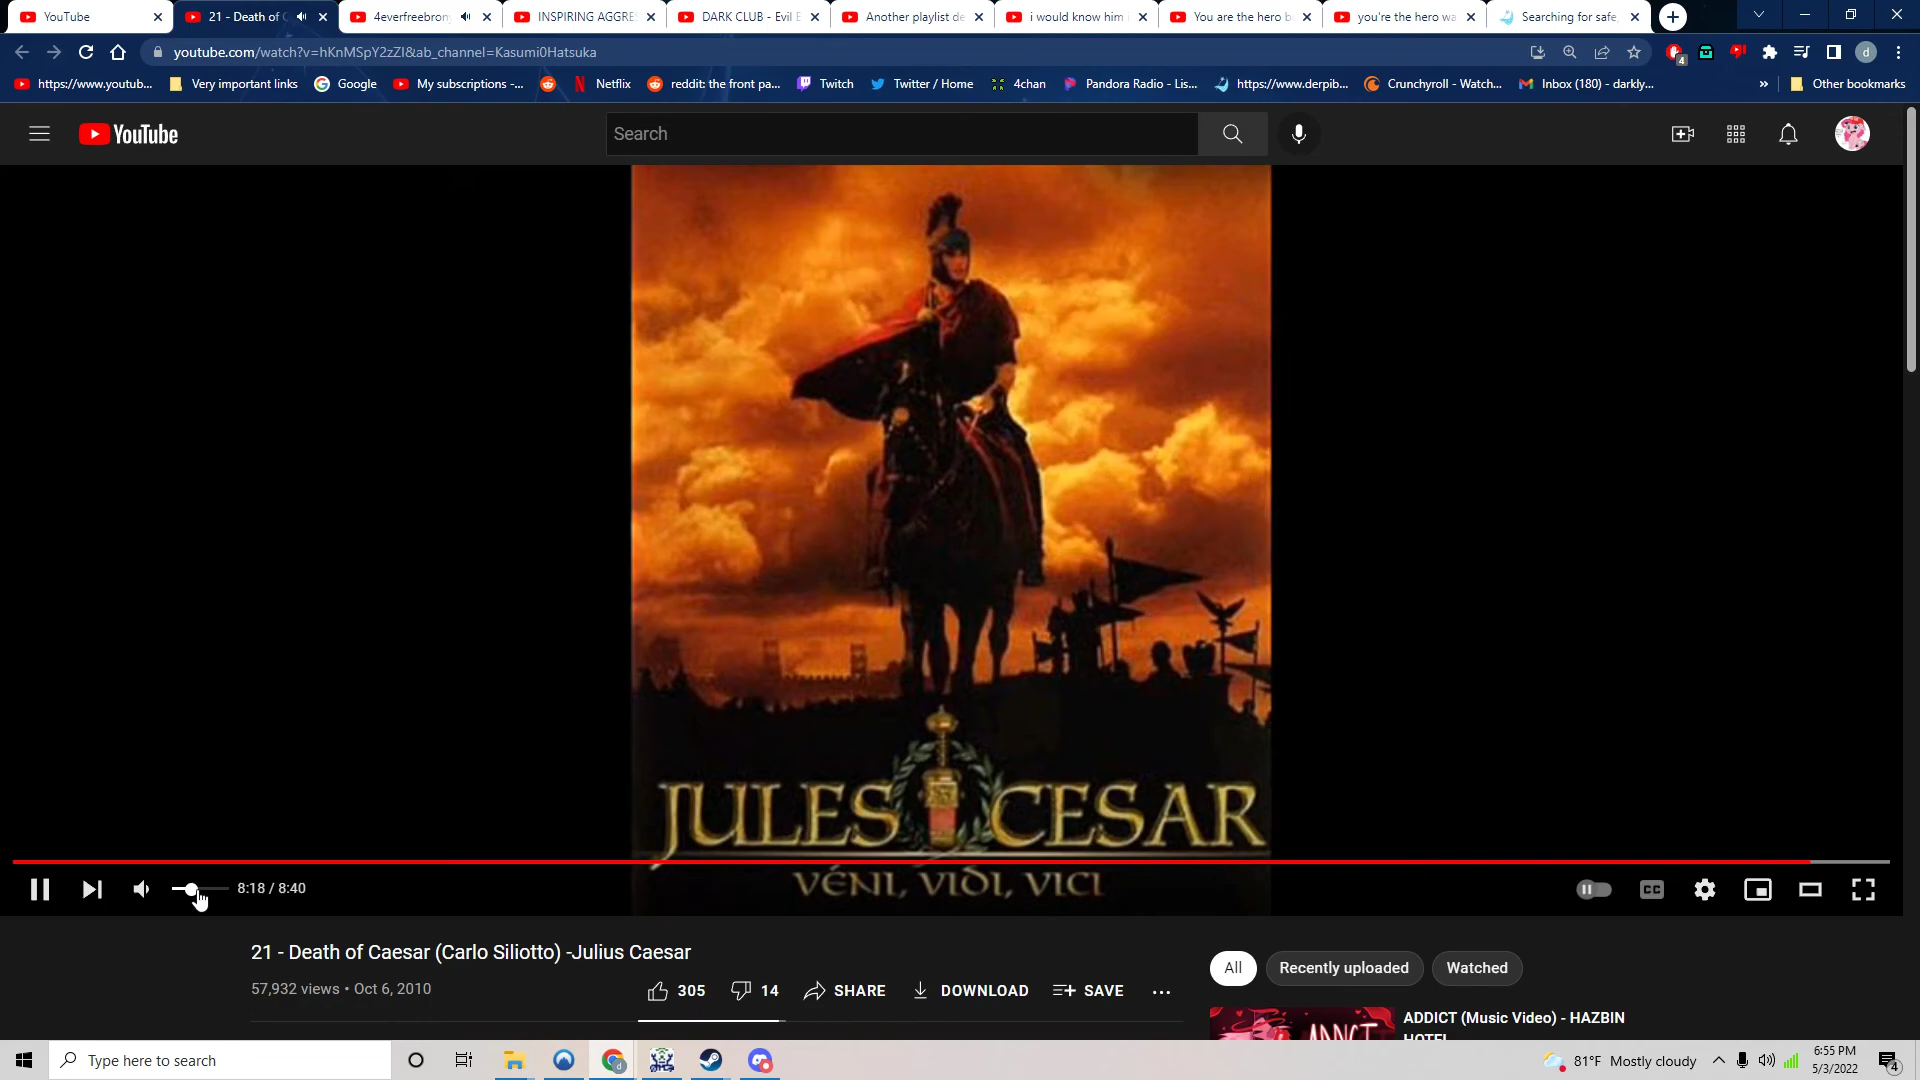 YouTube
21 - Death of C
4everfreebron
INSPIRING AGGRE
DARK CLUB - Evil E
Another playlist de
i would know him
You are the hero b
you're the hero wa
Searching for safe,
youtube.com/watch?v=hKnMSpY2zZI&ab_channel=Kasumi0Hatsuka
4
d
https://www.youtub...
Very important links
Google
My subscriptions -...
Netflix
reddit: the front pa...
Twitch
Twitter / Home
4chan
Pandora Radio - Lis...
https://www.derpib...
Crunchyroll - Watch...
Inbox (180) - darkly...
»
Other bookmarks
YouTube
Search
JULES CESAR
VÉNI, VIDI, VICI
8:18 / 8:40
CC
21 - Death of Caesar (Carlo Siliotto) -Julius Caesar
57,932 views • Oct 6, 2010
305
14
SHARE
DOWNLOAD
SAVE
...
All
Recently uploaded
Watched
ADDICT
ADDICT (Music Video) - HAZBIN
HOTEL
Type here to search
81°F Mostly cloudy
6:55 PM
5/3/2022
4